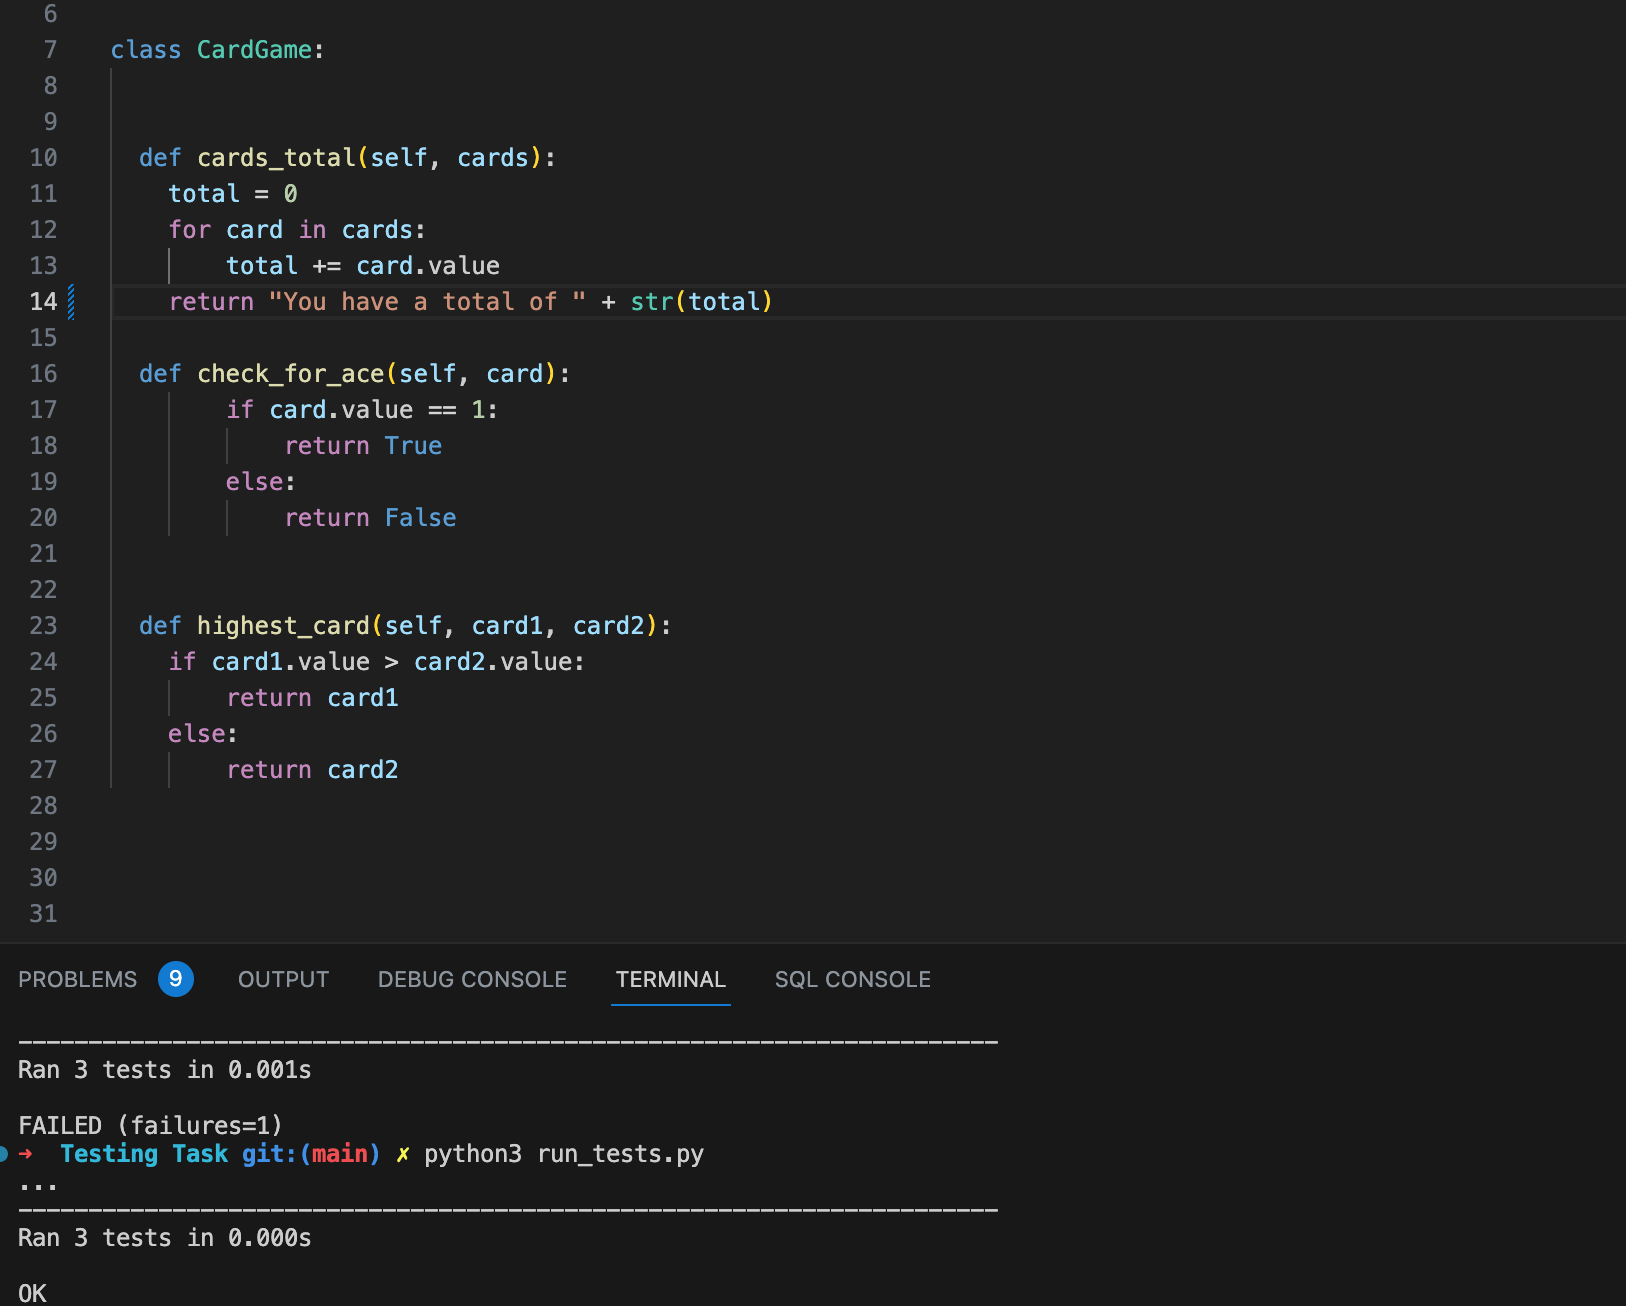 6
7 class CardGame:
8
9
10 def cards_total(self, cards):
11 total = 0
12 for card in cards:
13 total += card.value
14 return "You have a total of " + str(total)
15
16 def check_for_ace(self, card):
17 if card.value == 1:
18 return True
19 else:
20 return False
21
22
23 def highest_card(self, card1, card2):
24 if card1.value > card2.value:
25 return card1
26 else:
27 return card2
28
29
30
31
PROBLEMS 9 OUTPUT DEBUG CONSOLE TERMINAL SQL CONSOLE
----------------------------------------------------------------------
Ran 3 tests in 0.001s
FAILED (failures=1)
➜ Testing Task git:(main) ✗ python3 run_tests.py
...
----------------------------------------------------------------------
Ran 3 tests in 0.000s
OK